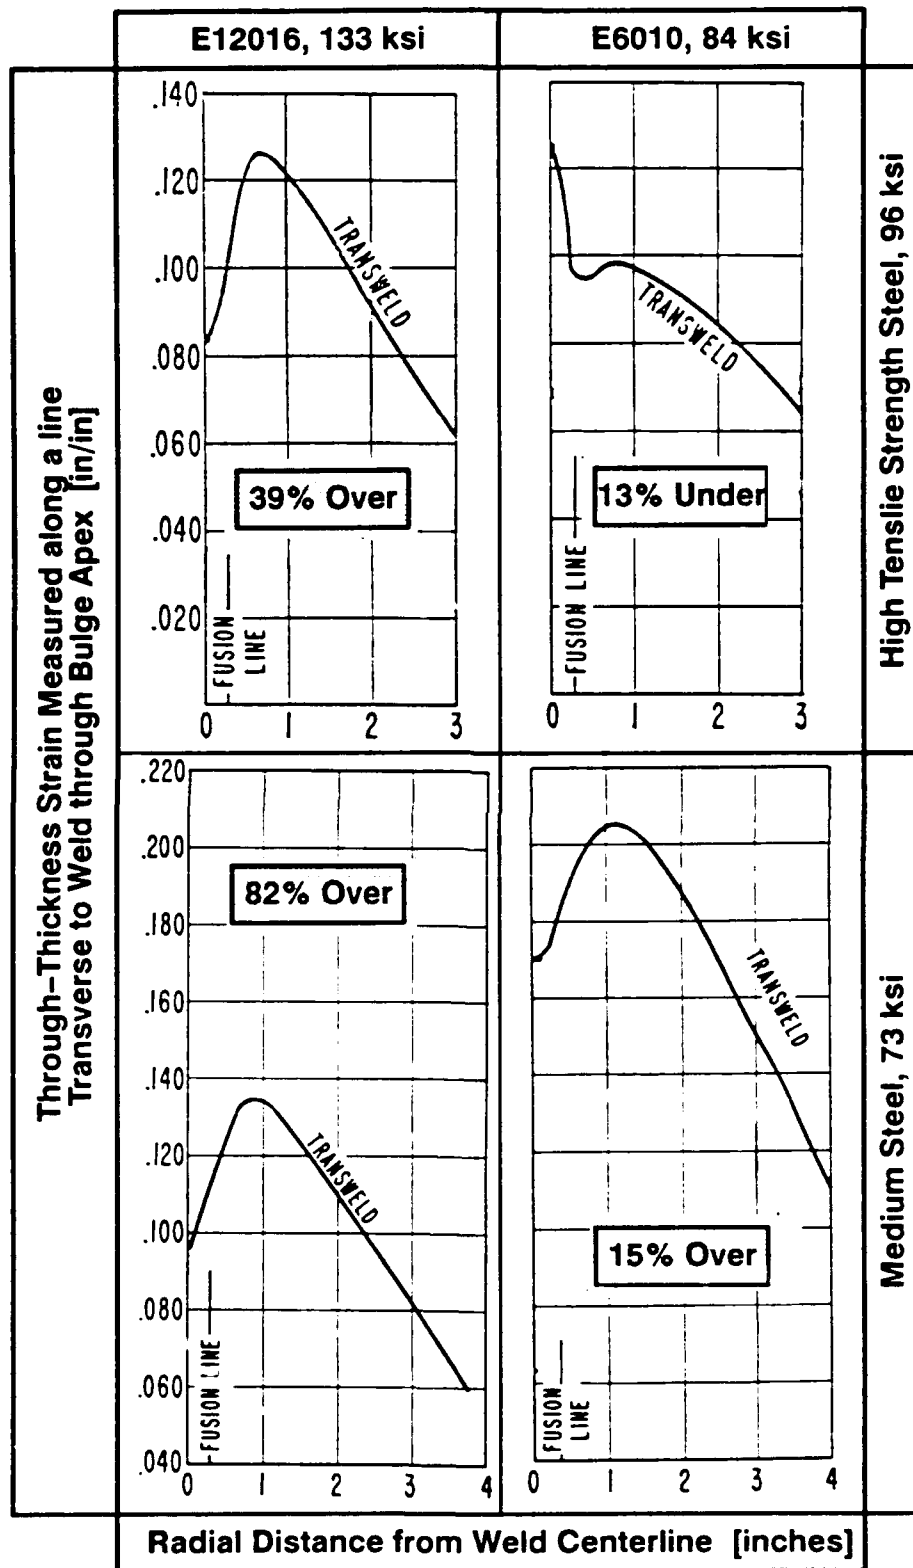 E12016, 133 ksi
E6010, 84 ksi
Through-Thickness Strain Measured along a line
Transverse to Weld through Bulge Apex [in/in]
High Tenslie Strength Steel, 96 ksi
Medium Steel, 73 ksi
.140
.120
.100
.080
.060
.040
.020
TRANSWELD
39% Over
FUSION
LINE
0 1 2 3
TRANSWELD
13% Under
FUSION LINE
0 1 2 3
.220
.200
.180
.160
.140
.120
.100
.080
.060
.040
82% Over
TRANSWELD
FUSION LINE
0 1 2 3 4
TRANSWELD
15% Over
FUSION
LINE
0 1 2 3 4
Radial Distance from Weld Centerline [inches]